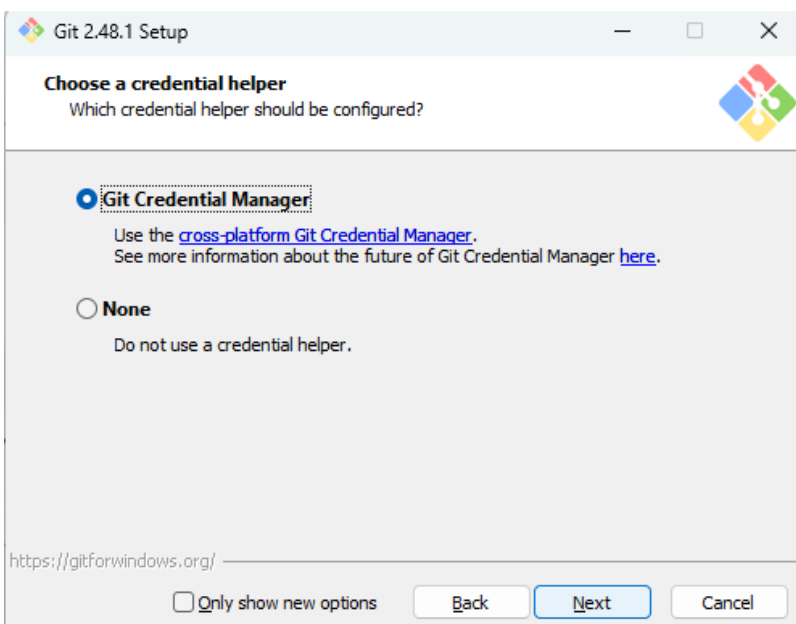 Git 2.48.1 Setup
Choose a credential helper
Which credential helper should be configured?
Git Credential Manager
Use the cross-platform Git Credential Manager.
See more information about the future of Git Credential Manager here.
None
Do not use a credential helper.
https://gitforwindows.org/
Only show new options
Back
Next
Cancel